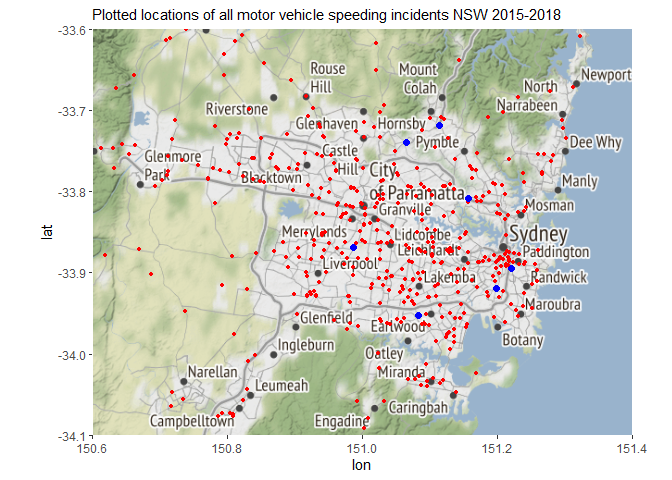 Plotted locations of all motor vehicle speeding incidents NSW 2015-2018
-33.6
-33.7
-33.8
-33.9
-34.0
-34.1
lat
Rouse
Hill
Mount
Colah
Newport
North
Narrabeen
Riverstone
Glenhaven
Hornsby
Pymble
Dee Why
Castle
Hill
Glenmore
Park
Blacktown
City
of Parramatta
Manly
Granville
Mosman
Merrylands
Lidcombe
Sydney
Leichhardt
Paddington
Liverpool
Lakemba
Randwick
Maroubra
Glenfield
Earlwood
Botany
Ingleburn
Oatley
Narellan
Miranda
Leumeah
Caringbah
Campbelltown
Engadine
150.6
150.8
151.0
151.2
151.4
lon